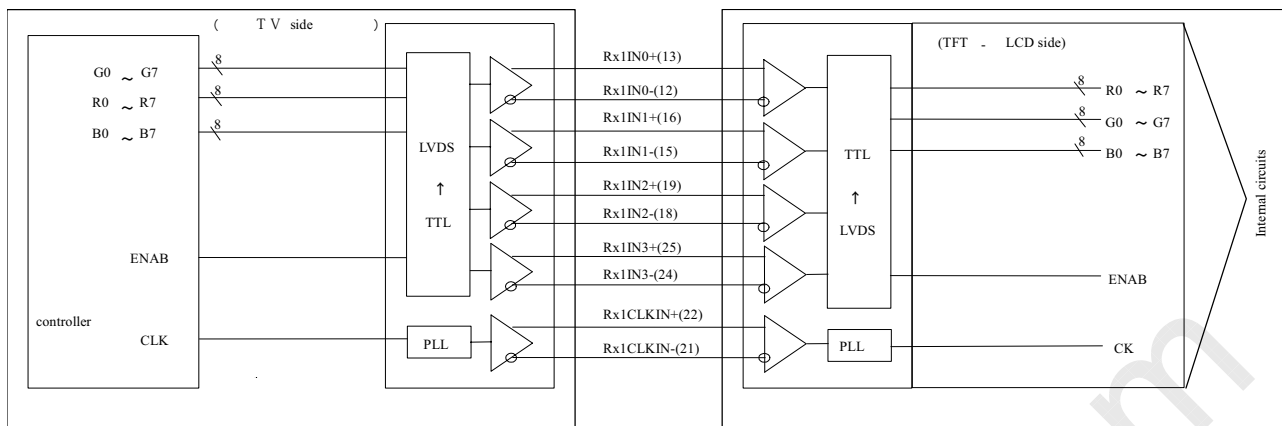 ( T V side )
G0 ~ G7
8
R0 ~ R7
8
B0 ~ B7
8
ENAB
controller
CLK
LVDS
↑
TTL
PLL
Rx1IN0+(13)
Rx1IN0-(12)
Rx1IN1+(16)
Rx1IN1-(15)
Rx1IN2+(19)
Rx1IN2-(18)
Rx1IN3+(25)
Rx1IN3-(24)
Rx1CLKIN+(22)
Rx1CLKIN-(21)
TTL
↑
LVDS
PLL
(TFT - LCD side)
8
R0 ~ R7
8
G0 ~ G7
8
B0 ~ B7
ENAB
CK
Internal circuits
m